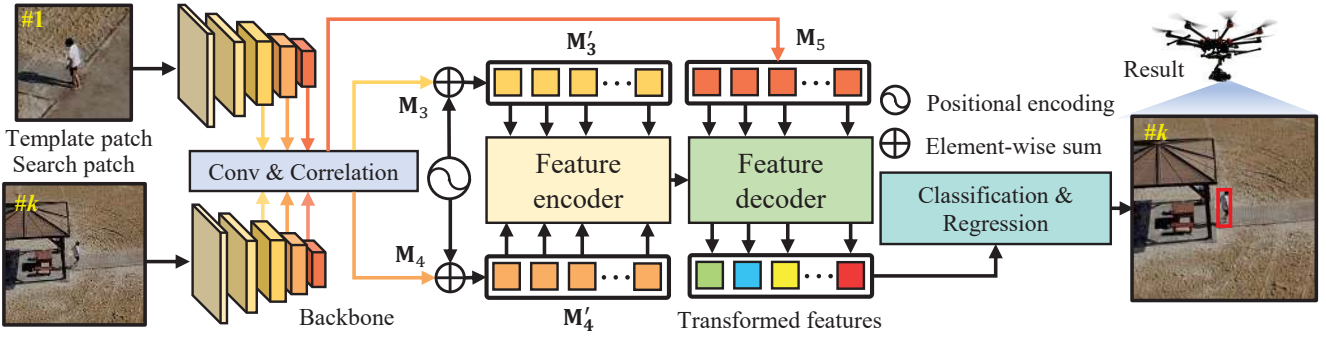 #1
Template patch
Search patch
#k
Backbone
Conv & Correlation
M₃
M₄
M′₃
M′₄
M₅
Feature
encoder
Feature
decoder
Transformed features
Positional encoding
Element-wise sum
Classification &
Regression
Result
#k